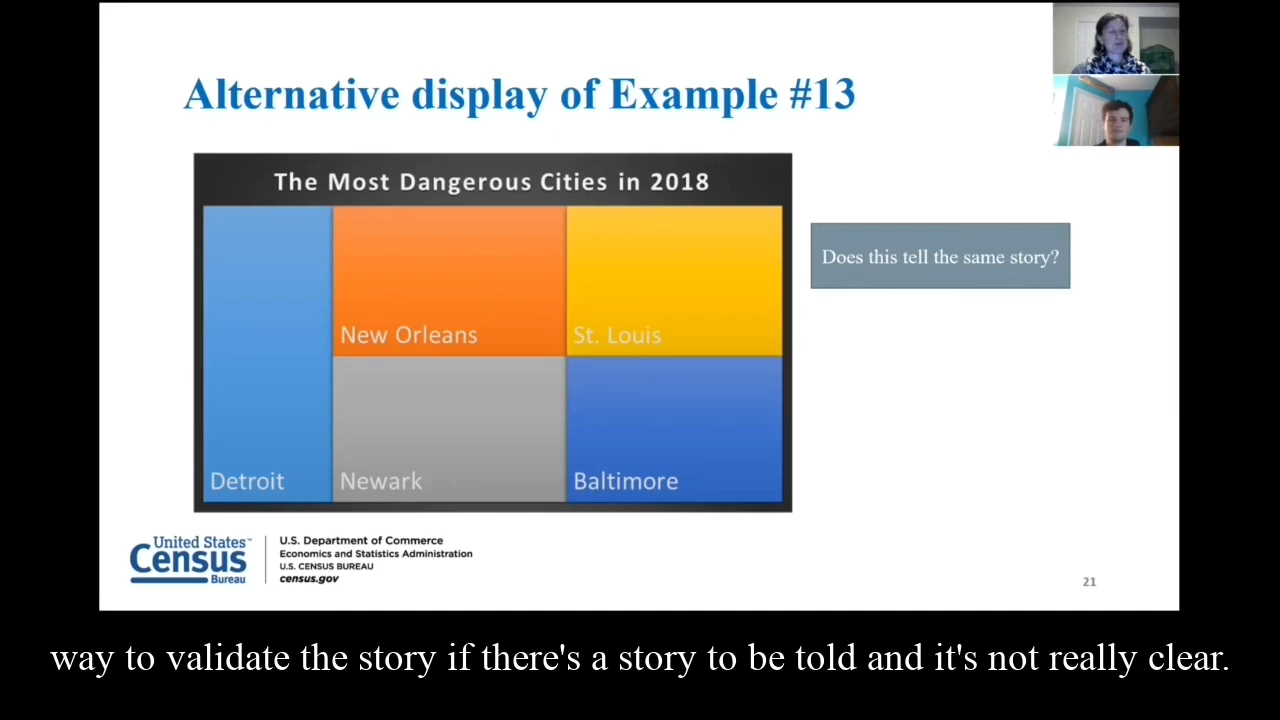 Alternative display of Example #13
The Most Dangerous Cities in 2018
New Orleans
St. Louis
Detroit
Newark
Baltimore
Does this tell the same story?
United States™
Census
Bureau
U.S. Department of Commerce
Economics and Statistics Administration
U.S. CENSUS BUREAU
census.gov
21
way to validate the story if there's a story to be told and it's not really clear.